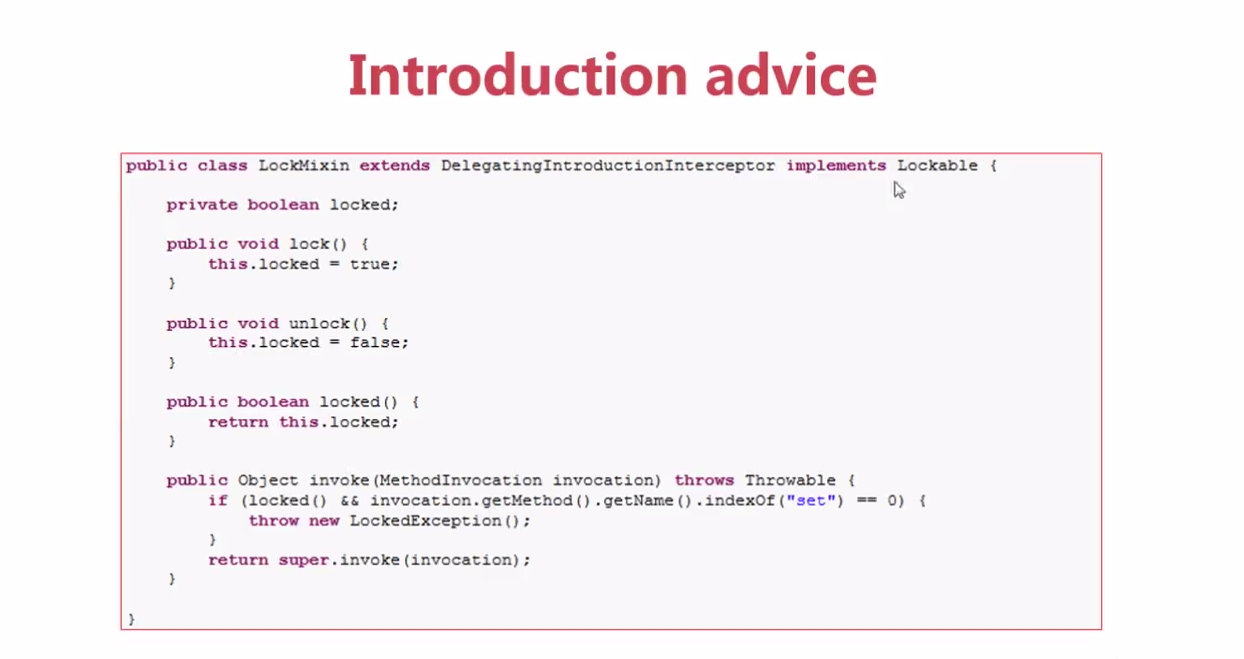 Introduction advice
public class LockMixin extends DelegatingIntroductionInterceptor implements Lockable {
private boolean locked;
public void lock() {
this.locked = true;
}
public void unlock() {
this.locked = false;
}
public boolean locked() {
return this.locked;
}
public Object invoke(MethodInvocation invocation) throws Throwable {
if (locked() && invocation.getMethod().getName().indexOf("set") == 0) {
throw new LockedException();
}
return super.invoke(invocation);
}
}